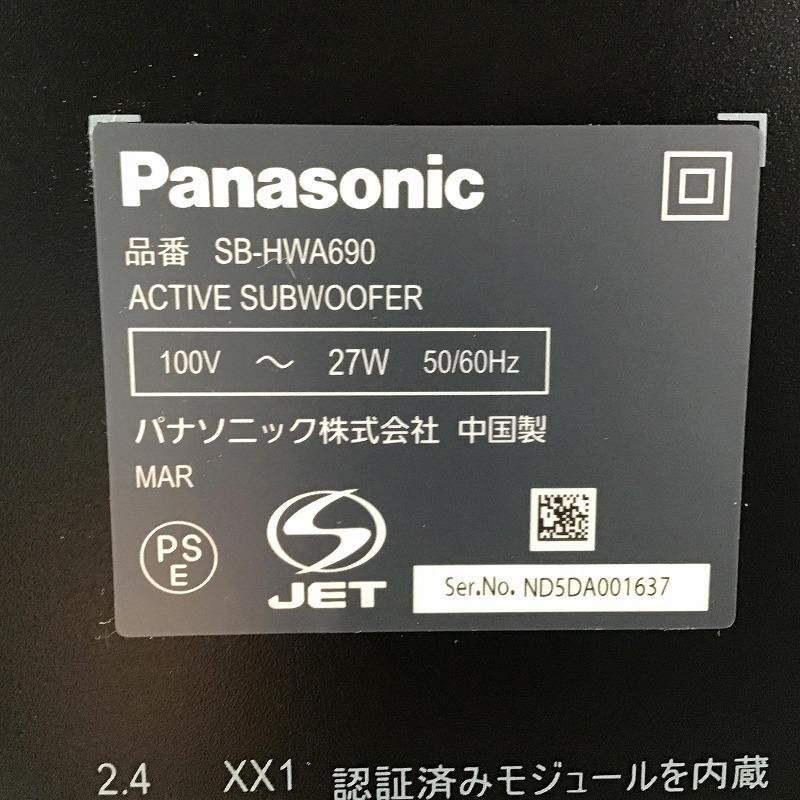 Panasonic
品番 SB-HWA690
ACTIVE SUBWOOFER
100V ～ 27W 50/60Hz
パナソニック株式会社 中国製
MAR
PS
E
S
JET
Ser.No. ND5DA001637
2.4 XX1 認証済みモジュールを内蔵